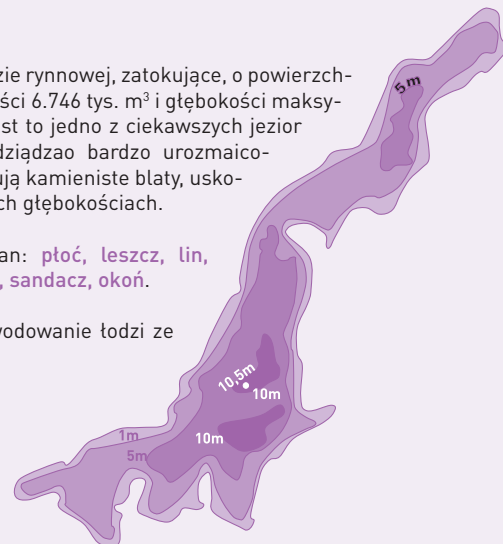 zie rynnowej, zatokujące, o powierzch-
ści 6.746 tys. m³ i głębokości maksy-
st to jedno z ciekawszych jezior
dziądzao bardzo urozmaico-
ują kamieniste blaty, usko-
ch głębokościach.
an: płoć, leszcz, lin,
, sandacz, okoń.
wodowanie łodzi ze
5 m
10,5m
10m
10m
1m
5m